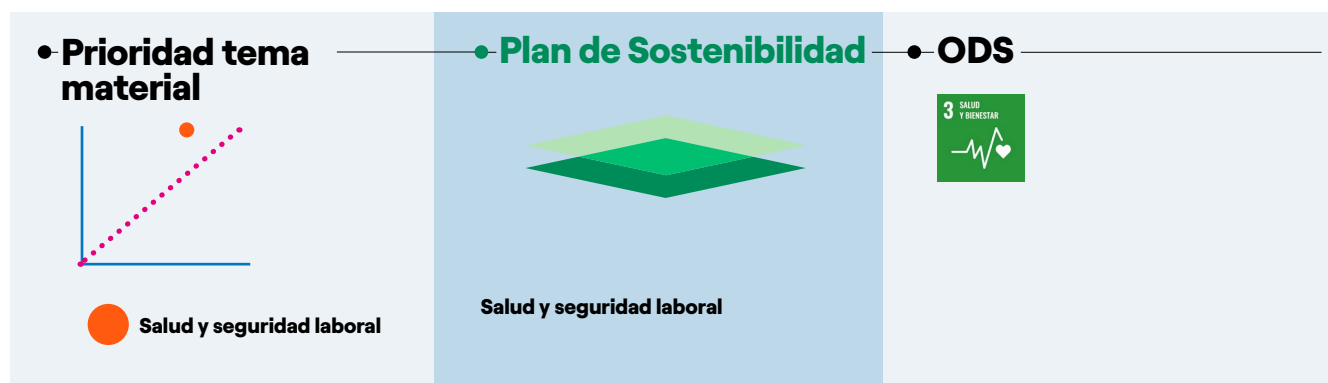 Prioridad tema
material
Salud y seguridad laboral
Plan de Sostenibilidad
Salud y seguridad laboral
ODS
3 SALUD
Y BIENESTAR